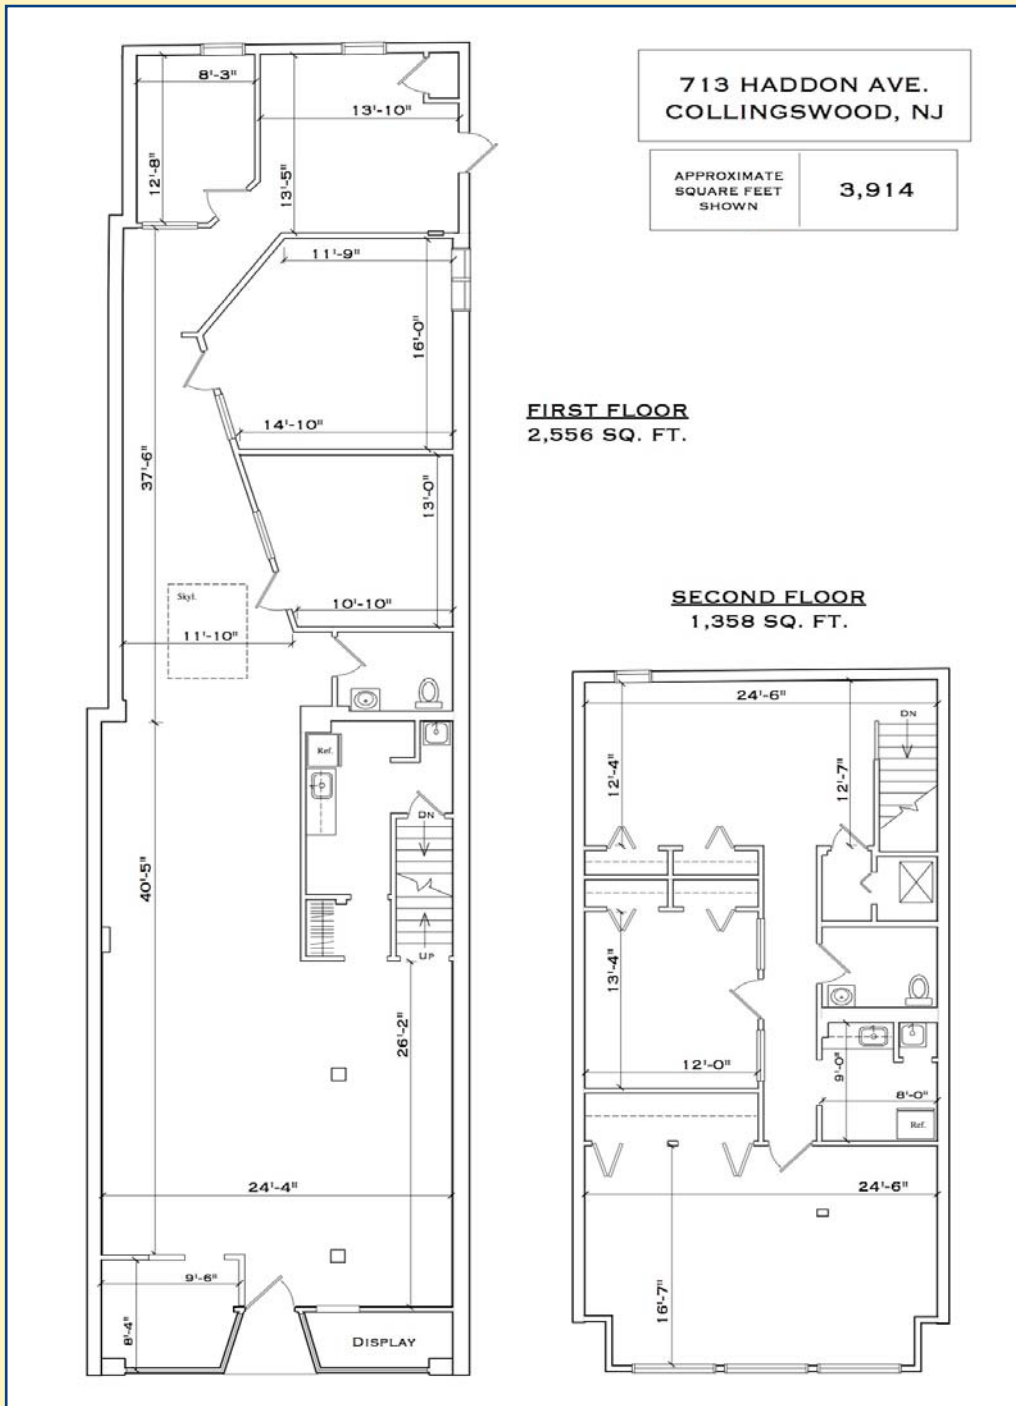 713 HADDON AVE.
COLLINGSWOOD, NJ
APPROXIMATE
SQUARE FEET
SHOWN
3,914
8'-3"
13'-10"
12'-8"
13'-5"
11'-9"
16'-0"
14'-10"
FIRST FLOOR
2,556 SQ. FT.
37'-6"
13'-0"
10'-10"
Skyl.
11'-10"
Ref.
DN
40'-5"
UP
26'-2"
24'-4"
9'-6"
8'-4"
DISPLAY
SECOND FLOOR
1,358 SQ. FT.
24'-6"
DN
12'-4"
12'-7"
13'-4"
12'-0"
9'-0"
8'-0"
Ref.
24'-6"
16'-7"